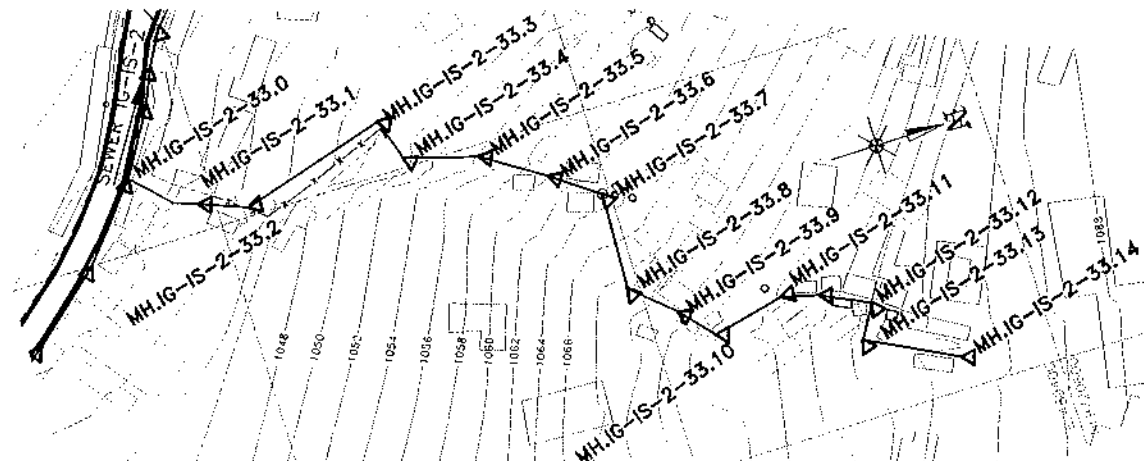 SEWER IG-IS-2
MH.IG-IS-2-33.0
MH.IG-IS-2-33.1
MH.IG-IS-2-33.2
MH.IG-IS-2-33.3
MH.IG-IS-2-33.4
MH.IG-IS-2-33.5
MH.IG-IS-2-33.6
MH.IG-IS-2-33.7
MH.IG-IS-2-33.8
MH.IG-IS-2-33.9
MH.IG-IS-2-33.10
MH.IG-IS-2-33.11
MH.IG-IS-2-33.12
MH.IG-IS-2-33.13
MH.IG-IS-2-33.14
N
1048
1050
1052
1054
1056
1058
1060
1062
1064
1066